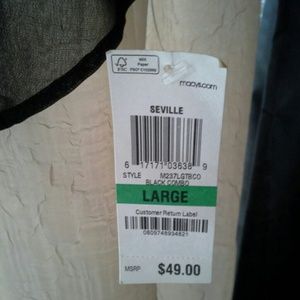 FSC
MIX
Paper
macys.com
SEVILLE
6 17171 03638 9
STYLE M237LGTBCO
BLACK COMBO
LARGE
Customer Return Label
MSRP $49.00